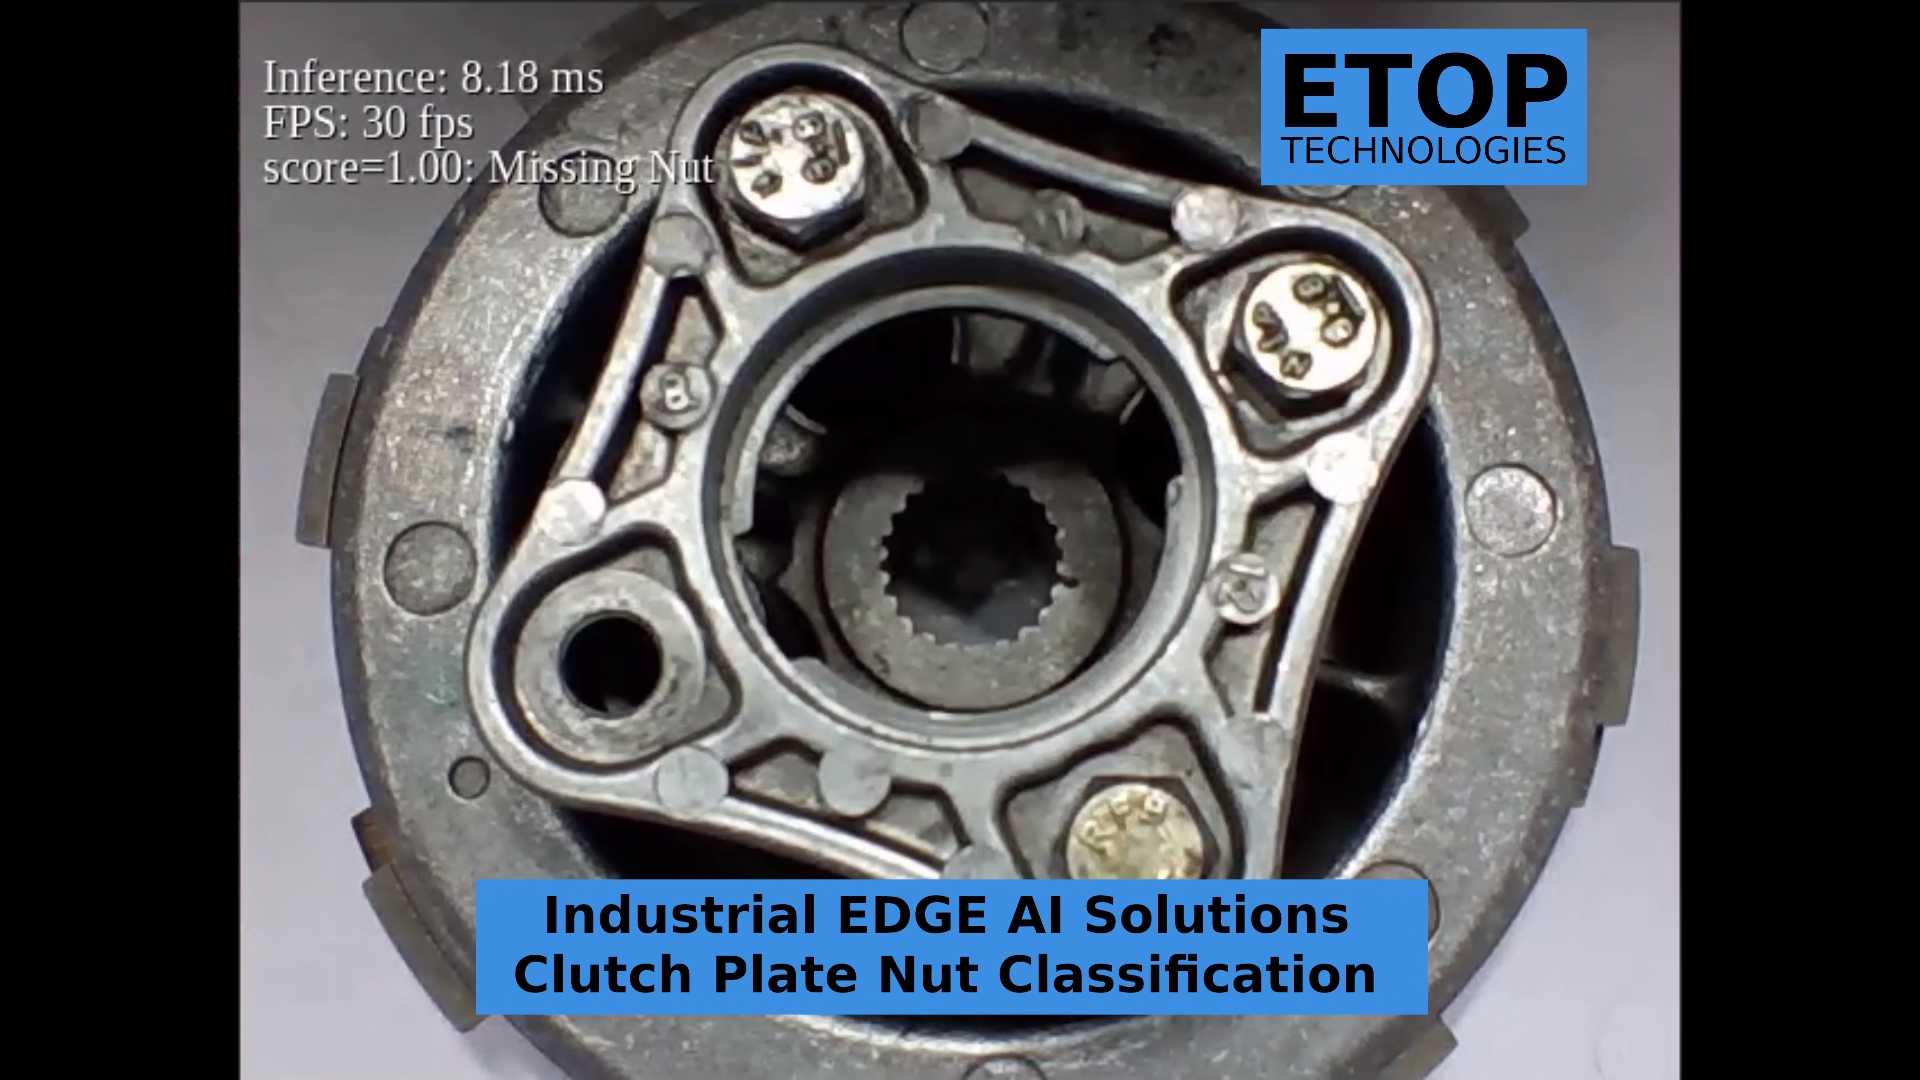 Inference: 8.18 ms
FPS: 30 fps
score=1.00: Missing Nut
ETOP
TECHNOLOGIES
Industrial EDGE AI Solutions
Clutch Plate Nut Classification